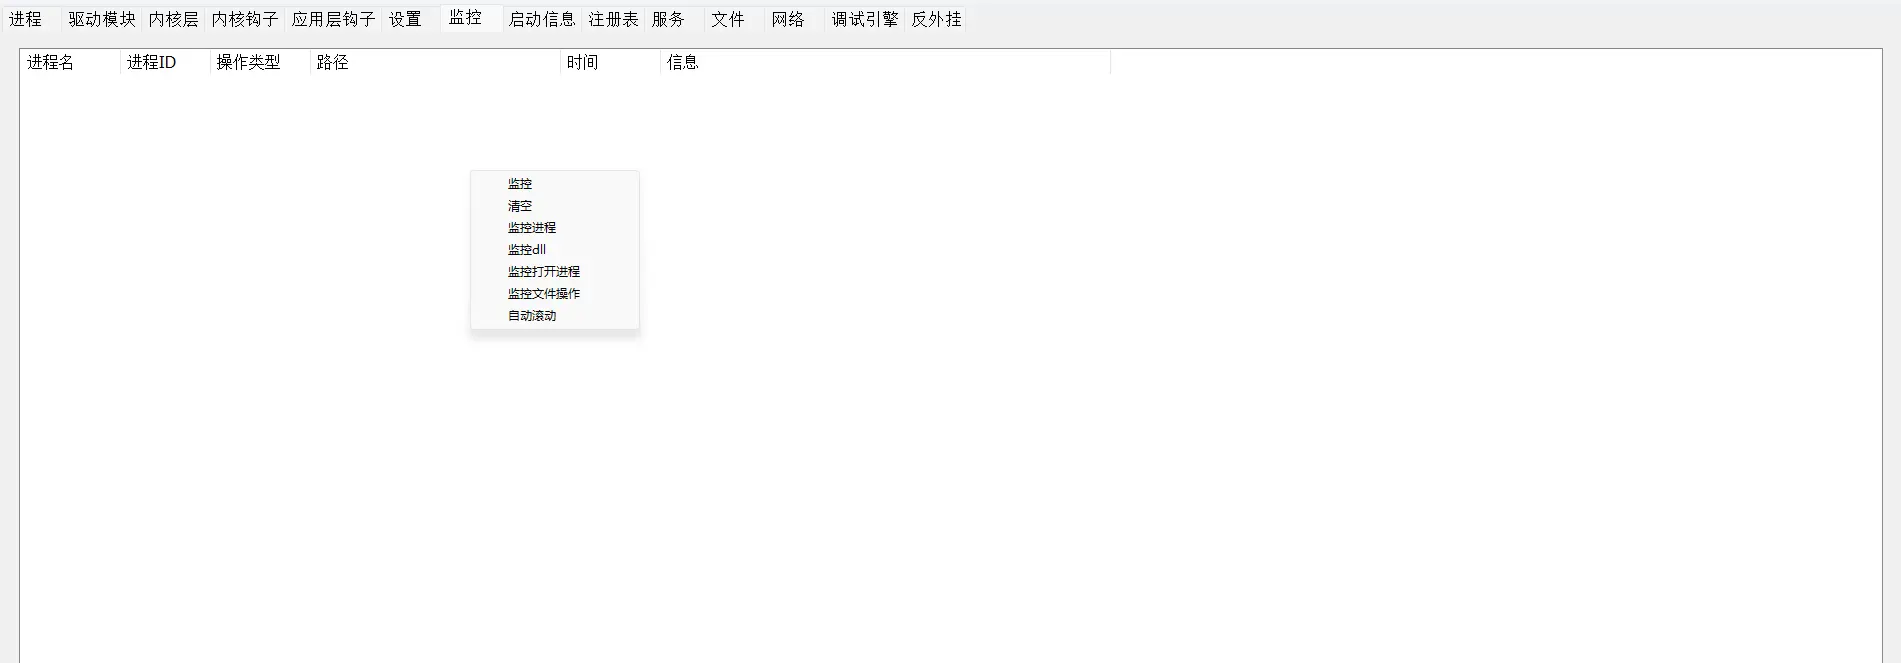 进程 驱动模块 内核层 内核钩子 应用层钩子 设置 监控 启动信息 注册表 服务 文件 网络 调试引擎 反外挂
进程名 进程ID 操作类型 路径 时间 信息
监控
清空
监控进程
监控dll
监控打开进程
监控文件操作
自动滚动